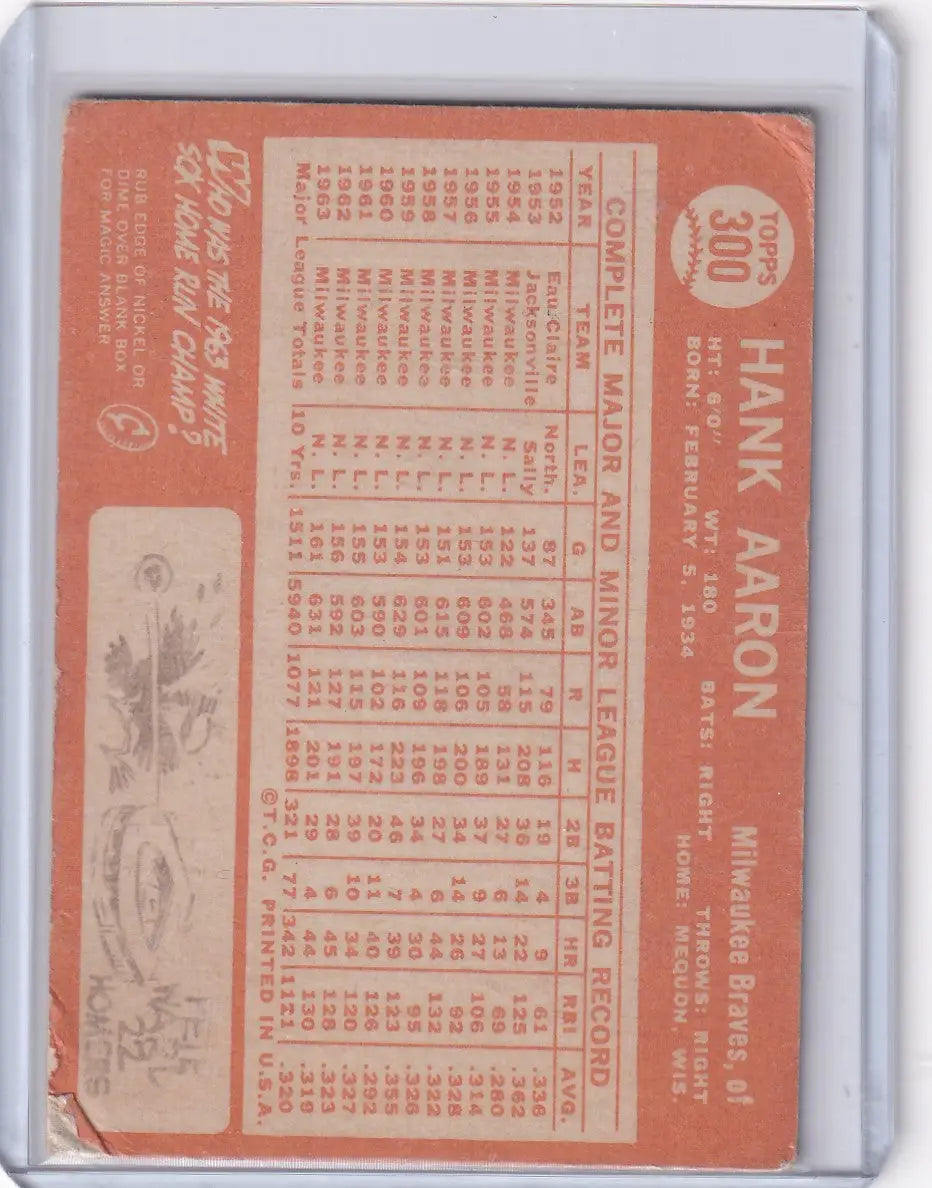 TOPPS
300
HANK AARON
Milwaukee Braves, of
HT: 6'0" WT: 180 BATS: RIGHT THROWS: RIGHT
BORN: FEBRUARY 5, 1934 HOME: MEQUON, WIS.
COMPLETE MAJOR AND MINOR LEAGUE BATTING RECORD
YEAR TEAM LEA. G AB R H 2B 3B HR RBI AVG.
1952 Eau Claire North. 87 345 79 116 19 4 9 61 .336
1953 Jacksonville Sally 137 574 115 208 36 14 22 125 .362
1954 Milwaukee N. L. 122 468 58 131 27 6 13 69 .280
1955 Milwaukee N. L. 153 602 105 189 37 9 27 106 .314
1956 Milwaukee N. L. 153 609 106 200 34 14 26 92 .328
1957 Milwaukee N. L. 151 615 118 198 27 6 44 132 .322
1958 Milwaukee N. L. 153 601 109 196 34 4 30 95 .326
1959 Milwaukee N. L. 154 629 116 223 46 7 39 123 .355
1960 Milwaukee N. L. 153 590 102 172 20 11 40 126 .292
1961 Milwaukee N. L. 155 603 115 197 39 10 34 120 .327
1962 Milwaukee N. L. 156 592 127 191 28 6 45 128 .323
1963 Milwaukee N. L. 161 631 121 201 29 4 44 130 .319
Major League Totals 10 Yrs. 1511 5940 1077 1898 321 77 342 1121 .320
©T.C.G. PRINTED IN U.S.A.
WHO WAS THE 1963 WHITE
SOX HOME RUN CHAMP?
RUB EDGE OF NICKEL OR
DIME OVER BLANK BOX
FOR MAGIC ANSWER
22
HOMERS